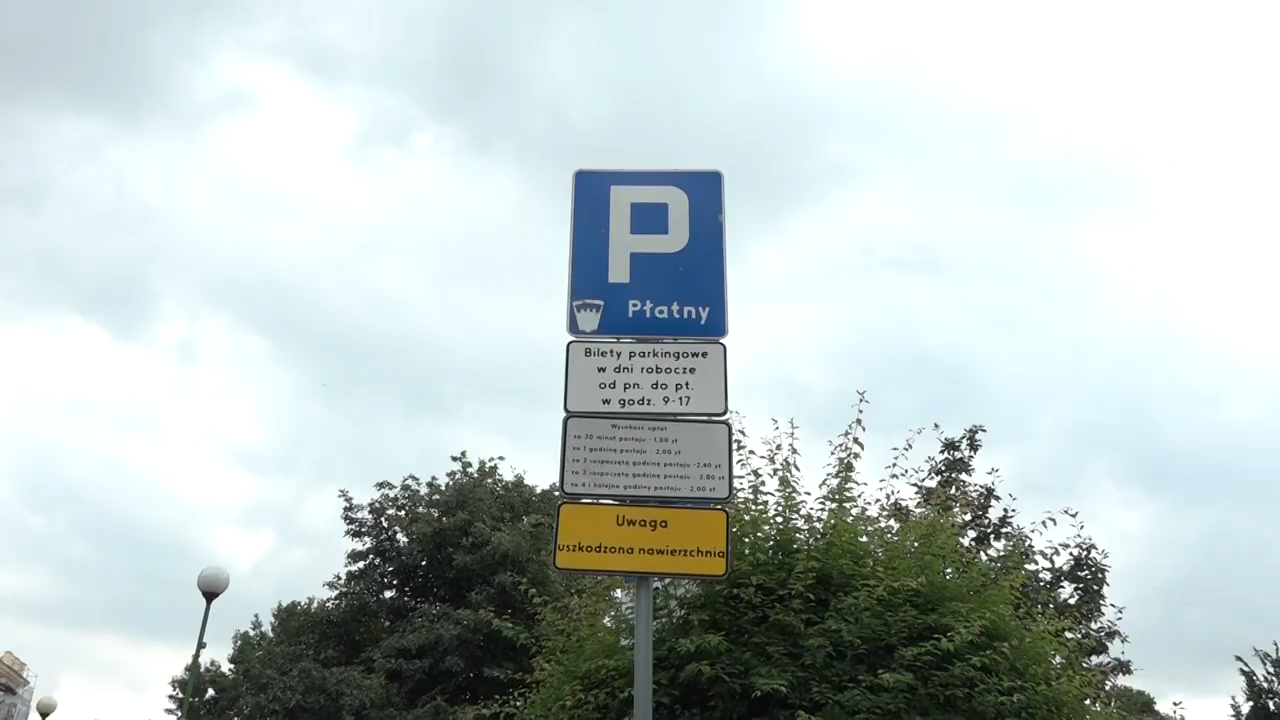 P
Płatny
Bilety parkingowe
w dni robocze
od pn. do pt.
w godz. 9-17
Wysokość opłat
- za 30 minut postoju - 1,00 zł
- za 1 godzinę postoju - 2,00 zł
- za 2 rozpoczętą godzinę postoju - 2,40 zł
- za 3 rozpoczętą godzinę postoju - 2,80 zł
- za 4 i kolejne godziny postoju - 2,00 zł
Uwaga
uszkodzona nawierzchnia